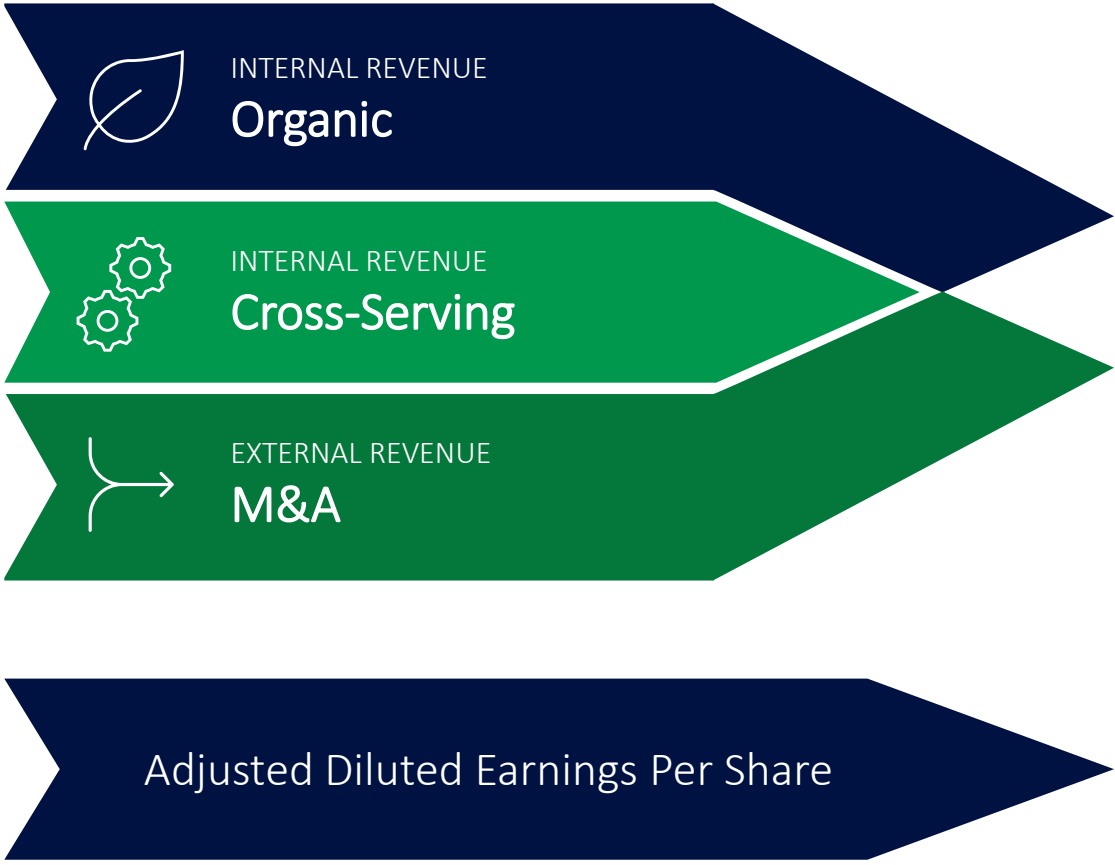 INTERNAL REVENUE
Organic
INTERNAL REVENUE
Cross-Serving
EXTERNAL REVENUE
M&A
Adjusted Diluted Earnings Per Share